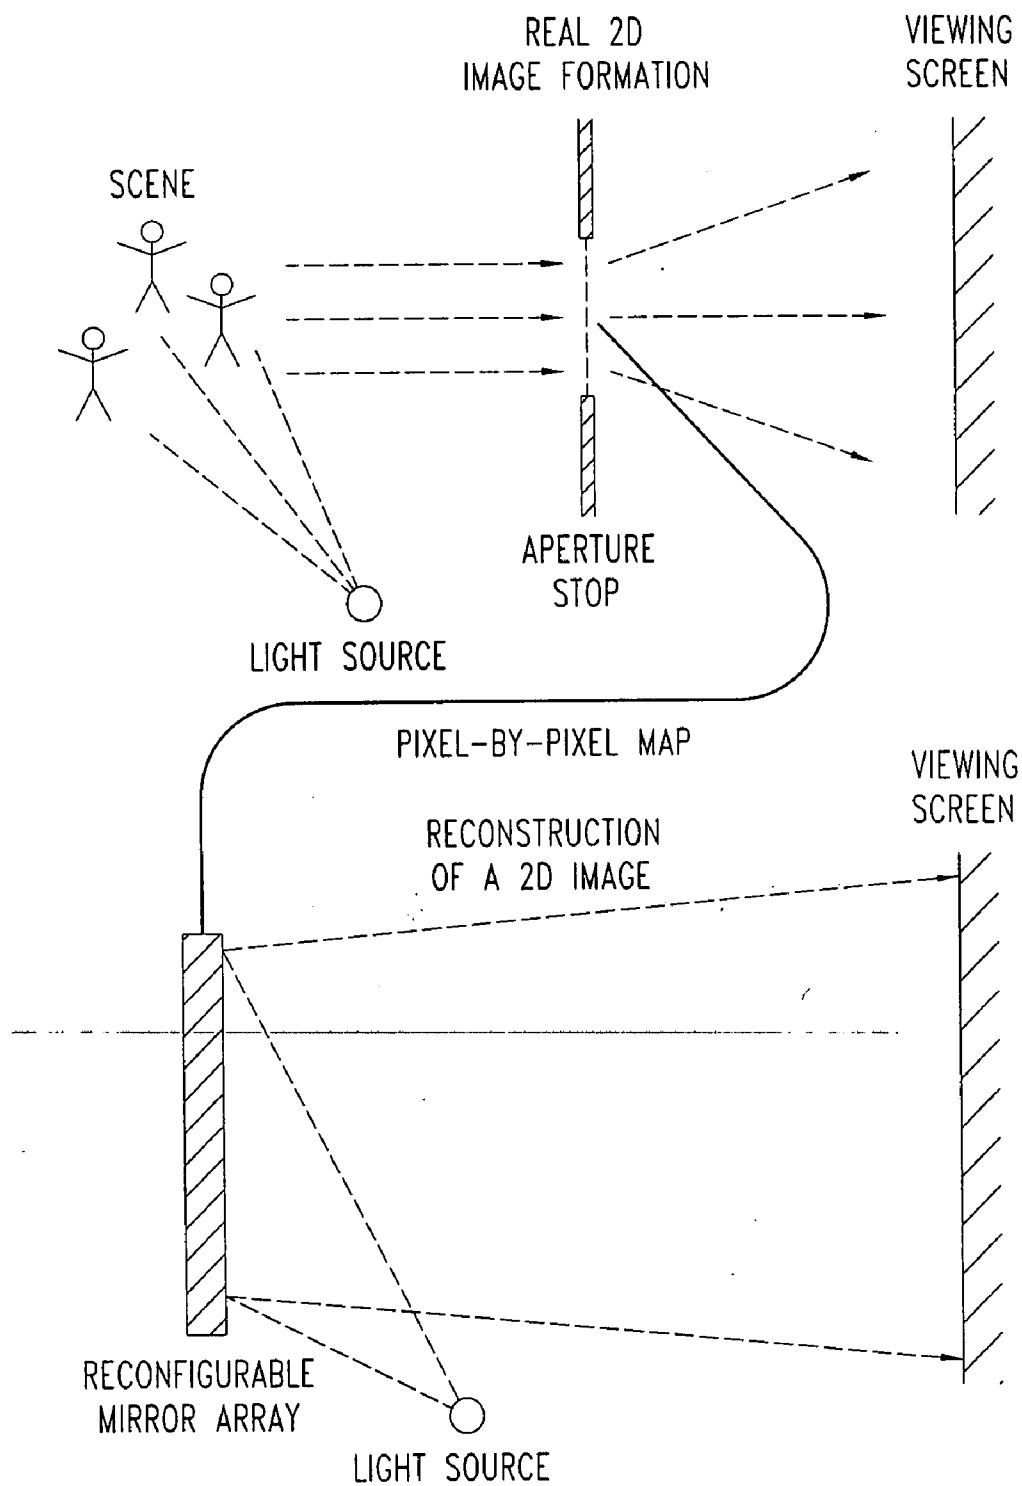 REAL 2D
IMAGE FORMATION
VIEWING
SCREEN
SCENE
APERTURE
STOP
LIGHT SOURCE
PIXEL-BY-PIXEL MAP
VIEWING
SCREEN
RECONSTRUCTION
OF A 2D IMAGE
RECONFIGURABLE
MIRROR ARRAY
LIGHT SOURCE